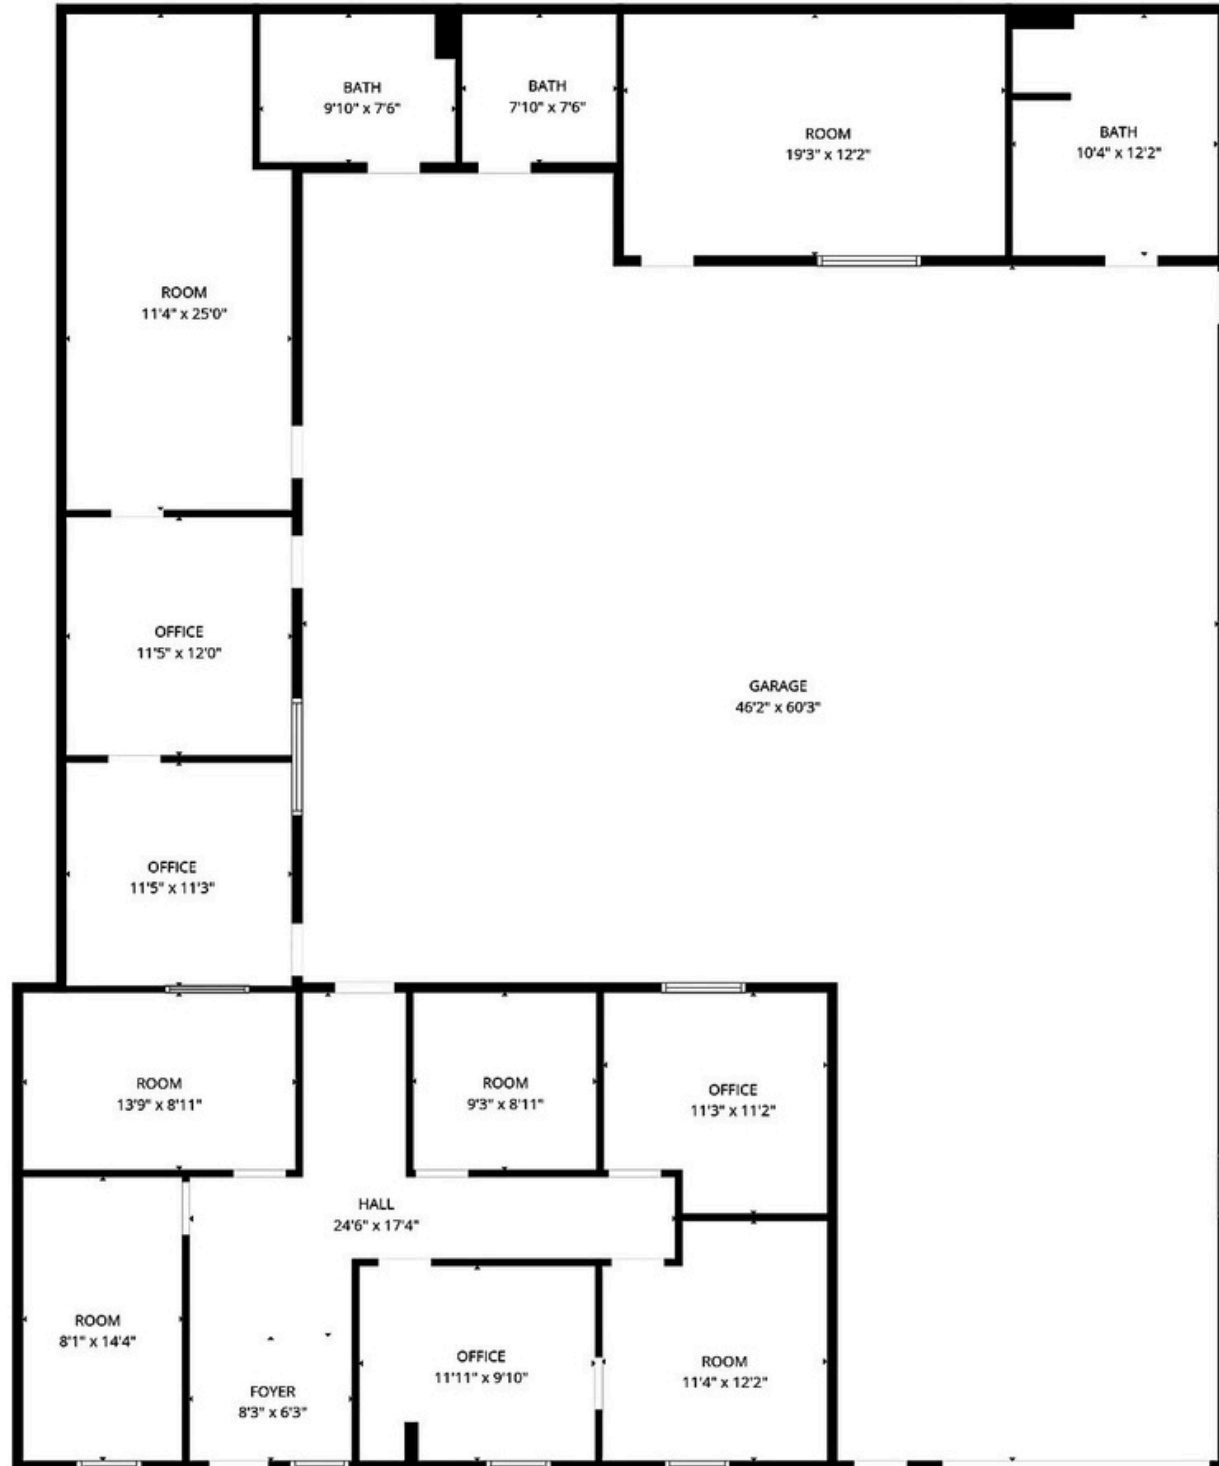 BATH
9'10" x 7'6"
BATH
7'10" x 7'6"
ROOM
19'3" x 12'2"
BATH
10'4" x 12'2"
ROOM
11'4" x 25'0"
OFFICE
11'5" x 12'0"
GARAGE
46'2" x 60'3"
OFFICE
11'5" x 11'3"
ROOM
13'9" x 8'11"
ROOM
9'3" x 8'11"
OFFICE
11'3" x 11'2"
HALL
24'6" x 17'4"
ROOM
8'1" x 14'4"
FOYER
8'3" x 6'3"
OFFICE
11'11" x 9'10"
ROOM
11'4" x 12'2"